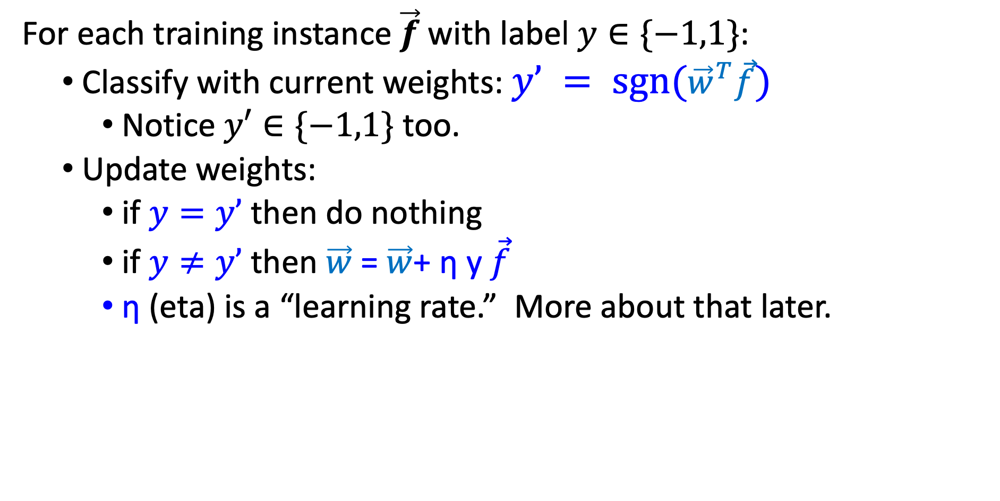 For each training instance $\vec{f}$ with label $y \in \{-1,1\}$:
• Classify with current weights: $y’ = \text{sgn}(\vec{w}^T \vec{f})$
• Notice $y' \in \{-1,1\}$ too.
• Update weights:
• if $y = y’$ then do nothing
• if $y \neq y’$ then $\vec{w}$ = $\vec{w}$+ η y $\vec{f}$
• η (eta) is a “learning rate.” More about that later.